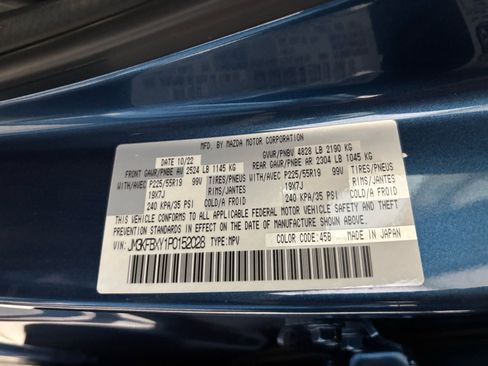 MFD. BY MAZDA MOTOR CORPORATION
DATE 10/22 GVWR/PNBV 4828 LB 2190 KG
FRONT GAWR/PNBE AV 2524 LB 1145 KG REAR GAWR/PNBE AR 2304 LB 1045 KG
WITH/AVEC P225/55R19 99V TIRES/PNEUS WITH/AVEC P225/55R19 99V TIRES/PNEUS
19X7J RIMS/JANTES 19X7J RIMS/JANTES
240 KPA/35 PSI COLD/A FROID 240 KPA/35 PSI COLD/A FROID
THIS VEHICLE CONFORMS TO ALL APPLICABLE FEDERAL MOTOR VEHICLE SAFETY AND THEFT
PREVENTION STANDARDS IN EFFECT ON THE DATE OF MANUFACTURE SHOWN ABOVE.
VIN: JM3KFBXY1P0152028 TYPE:MPV COLOR CODE: 45B MADE IN JAPAN